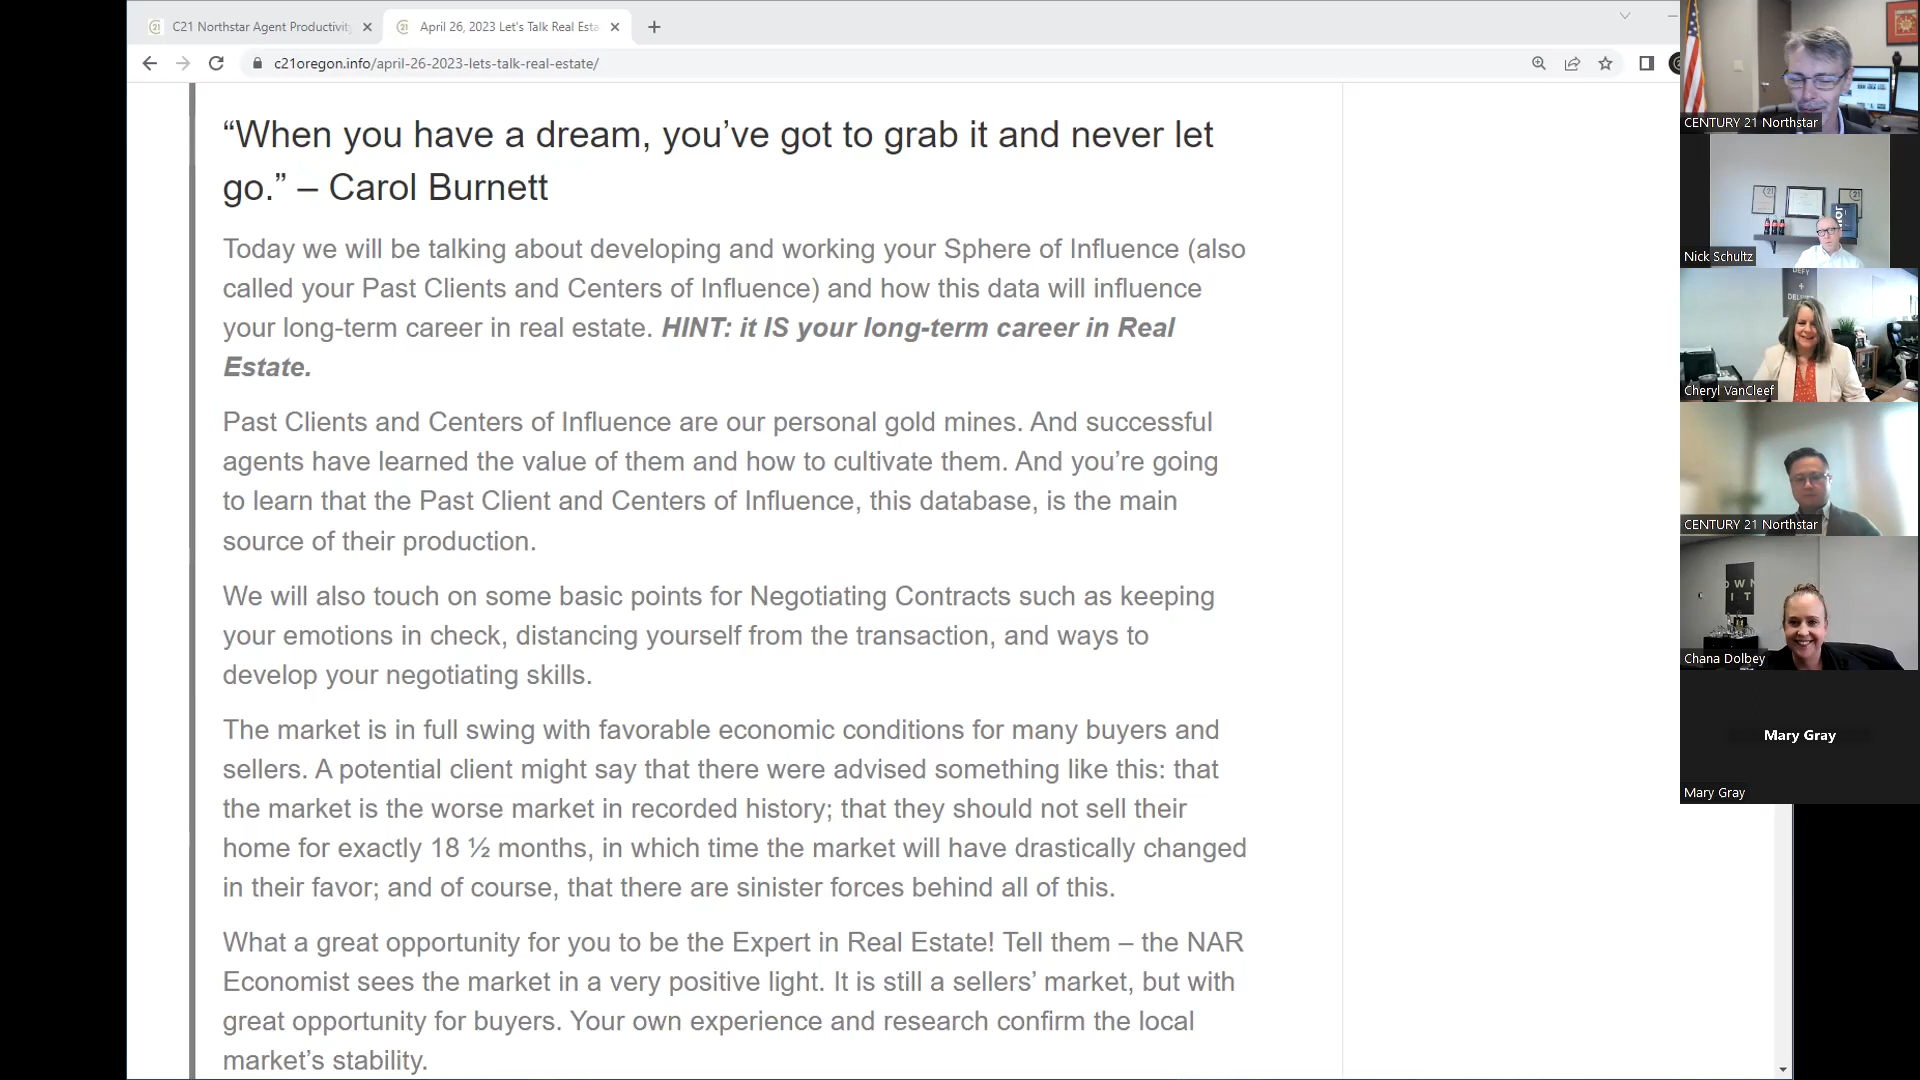 C21 Northstar Agent Productivity
April 26, 2023 Let's Talk Real Esta
c21oregon.info/april-26-2023-lets-talk-real-estate/
“When you have a dream, you’ve got to grab it and never let
go.” – Carol Burnett
Today we will be talking about developing and working your Sphere of Influence (also
called your Past Clients and Centers of Influence) and how this data will influence
your long-term career in real estate. HINT: it IS your long-term career in Real
Estate.
Past Clients and Centers of Influence are our personal gold mines. And successful
agents have learned the value of them and how to cultivate them. And you’re going
to learn that the Past Client and Centers of Influence, this database, is the main
source of their production.
We will also touch on some basic points for Negotiating Contracts such as keeping
your emotions in check, distancing yourself from the transaction, and ways to
develop your negotiating skills.
The market is in full swing with favorable economic conditions for many buyers and
sellers. A potential client might say that there were advised something like this: that
the market is the worse market in recorded history; that they should not sell their
home for exactly 18 ½ months, in which time the market will have drastically changed
in their favor; and of course, that there are sinister forces behind all of this.
What a great opportunity for you to be the Expert in Real Estate! Tell them – the NAR
Economist sees the market in a very positive light. It is still a sellers’ market, but with
great opportunity for buyers. Your own experience and research confirm the local
market’s stability.
CENTURY 21 Northstar
Nick Schultz
DEFY
+
Cheryl VanCleef
CENTURY 21 Northstar
Chana Dolbey
Mary Gray
Mary Gray